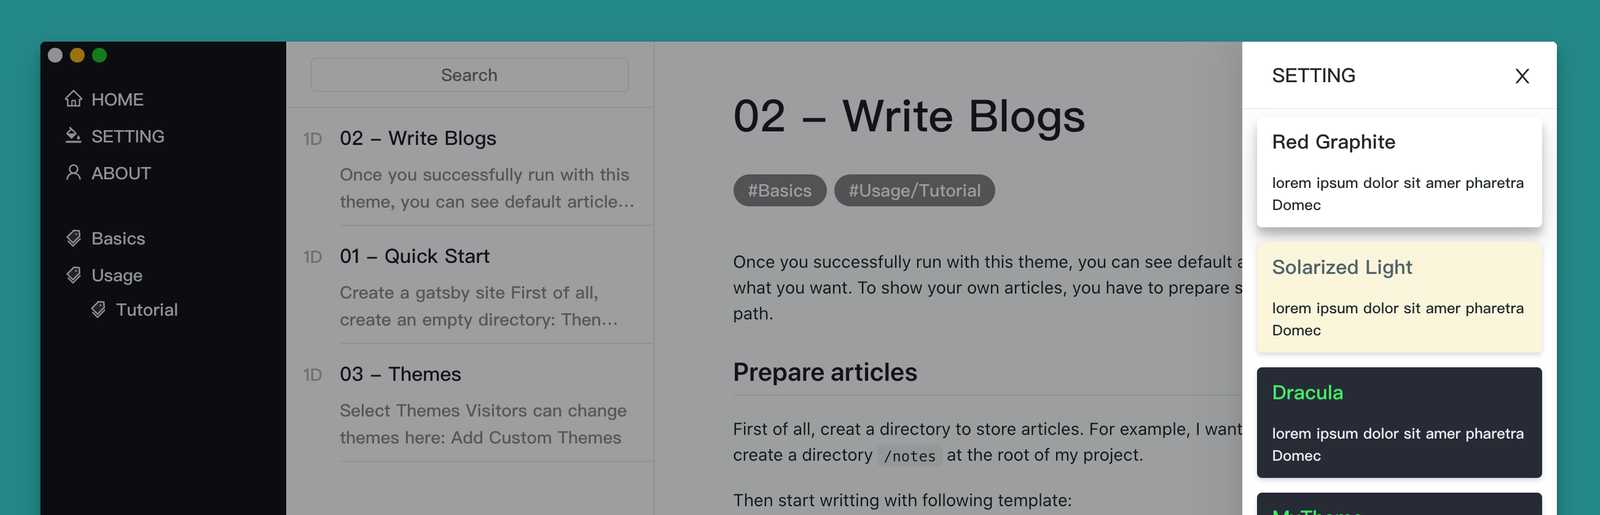 HOME
SETTING
ABOUT
Basics
Usage
Tutorial
Search
1D 02 – Write Blogs
Once you successfully run with this
theme, you can see default article...
1D 01 – Quick Start
Create a gatsby site First of all,
create an empty directory: Then...
1D 03 – Themes
Select Themes Visitors can change
themes here: Add Custom Themes
02 – Write Blogs
#Basics #Usage/Tutorial
Once you successfully run with this theme, you can see default a
what you want. To show your own articles, you have to prepare s
path.
Prepare articles
First of all, creat a directory to store articles. For example, I want
create a directory /notes at the root of my project.
Then start writting with following template:
SETTING X
Red Graphite
lorem ipsum dolor sit amer pharetra
Domec
Solarized Light
lorem ipsum dolor sit amer pharetra
Domec
Dracula
lorem ipsum dolor sit amer pharetra
Domec
MyTheme